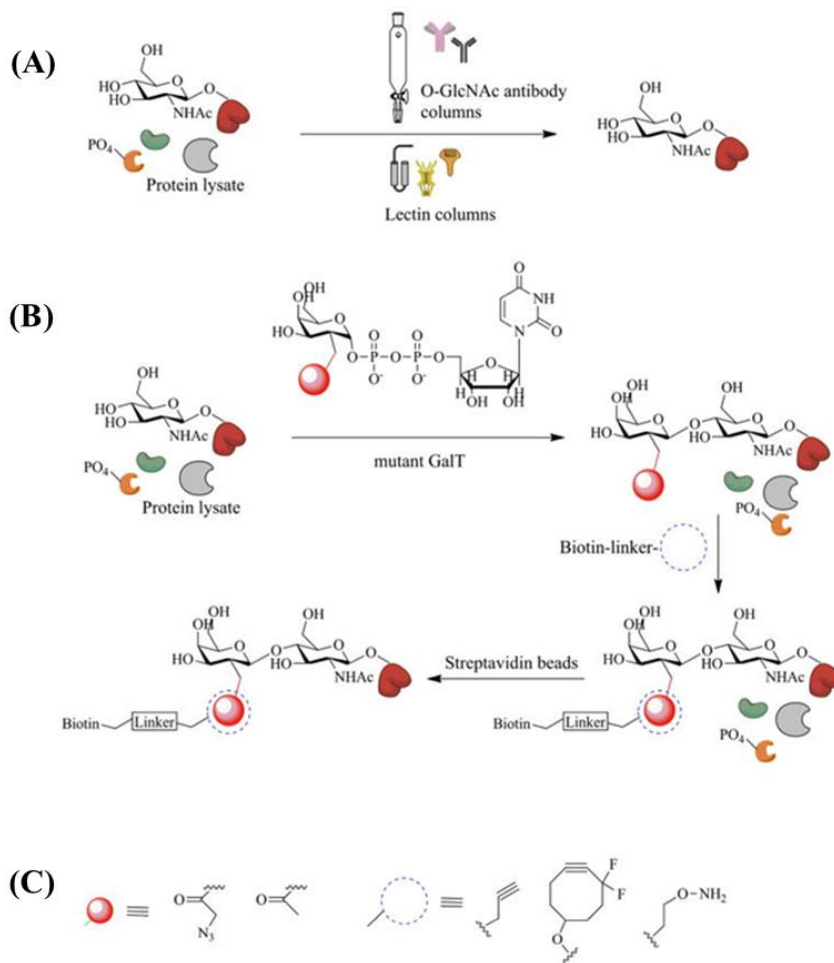 (A)
OH
HO
HO
O
O
NHAc
PO4
Protein lysate
O-GlcNAc antibody
columns
Lectin columns
OH
HO
HO
O
O
NHAc
(B)
OH
HO
HO
O
O
NHAc
PO4
Protein lysate
OH
OH
HO
O
O
O
P
O
O-
O
P
O
O-
O
H
H
H
H
OH
OH
O
NH
N
O
mutant GalT
OH
OH
HO
O
O
OH
O
HO
NHAc
O
PO4
Biotin-linker-
OH
OH
HO
O
O
OH
O
HO
NHAc
O
Biotin
Linker
Streptavidin beads
OH
OH
HO
O
O
OH
O
HO
NHAc
O
Biotin
Linker
PO4
(C)
O
N3
O
F
F
O
O-NH2